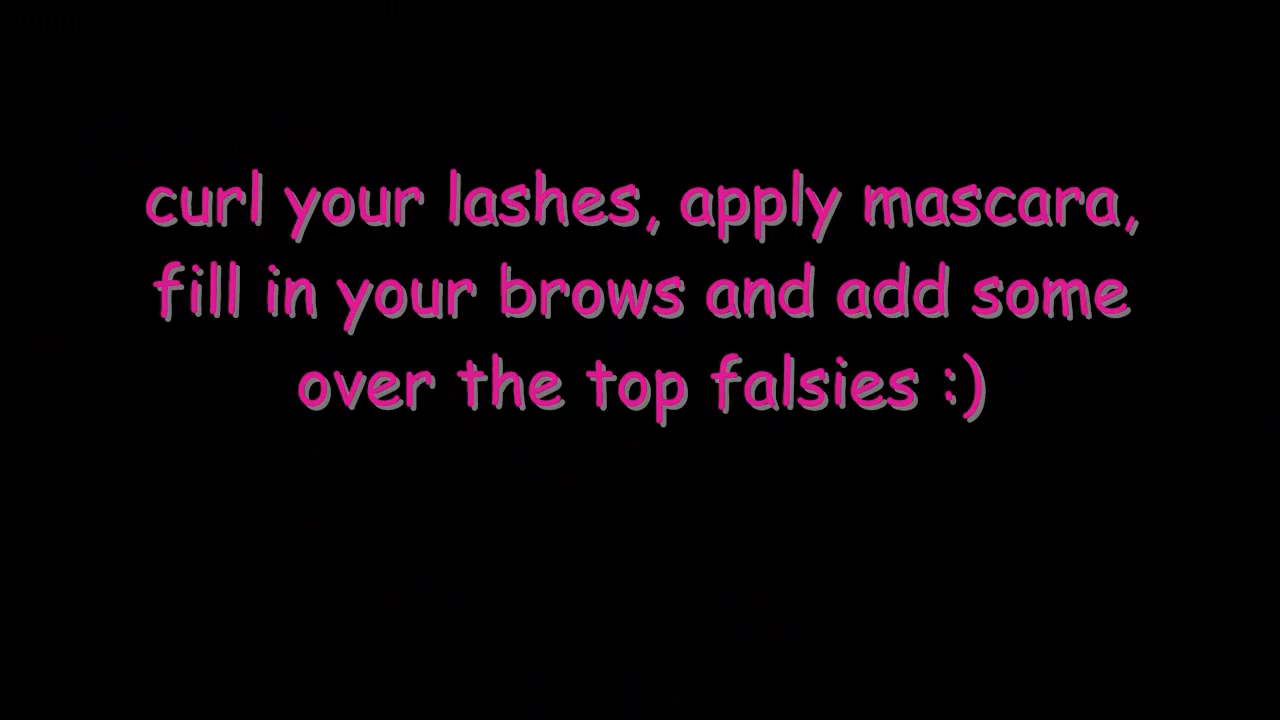 curl your lashes, apply mascara,
fill in your brows and add some
over the top falsies :)